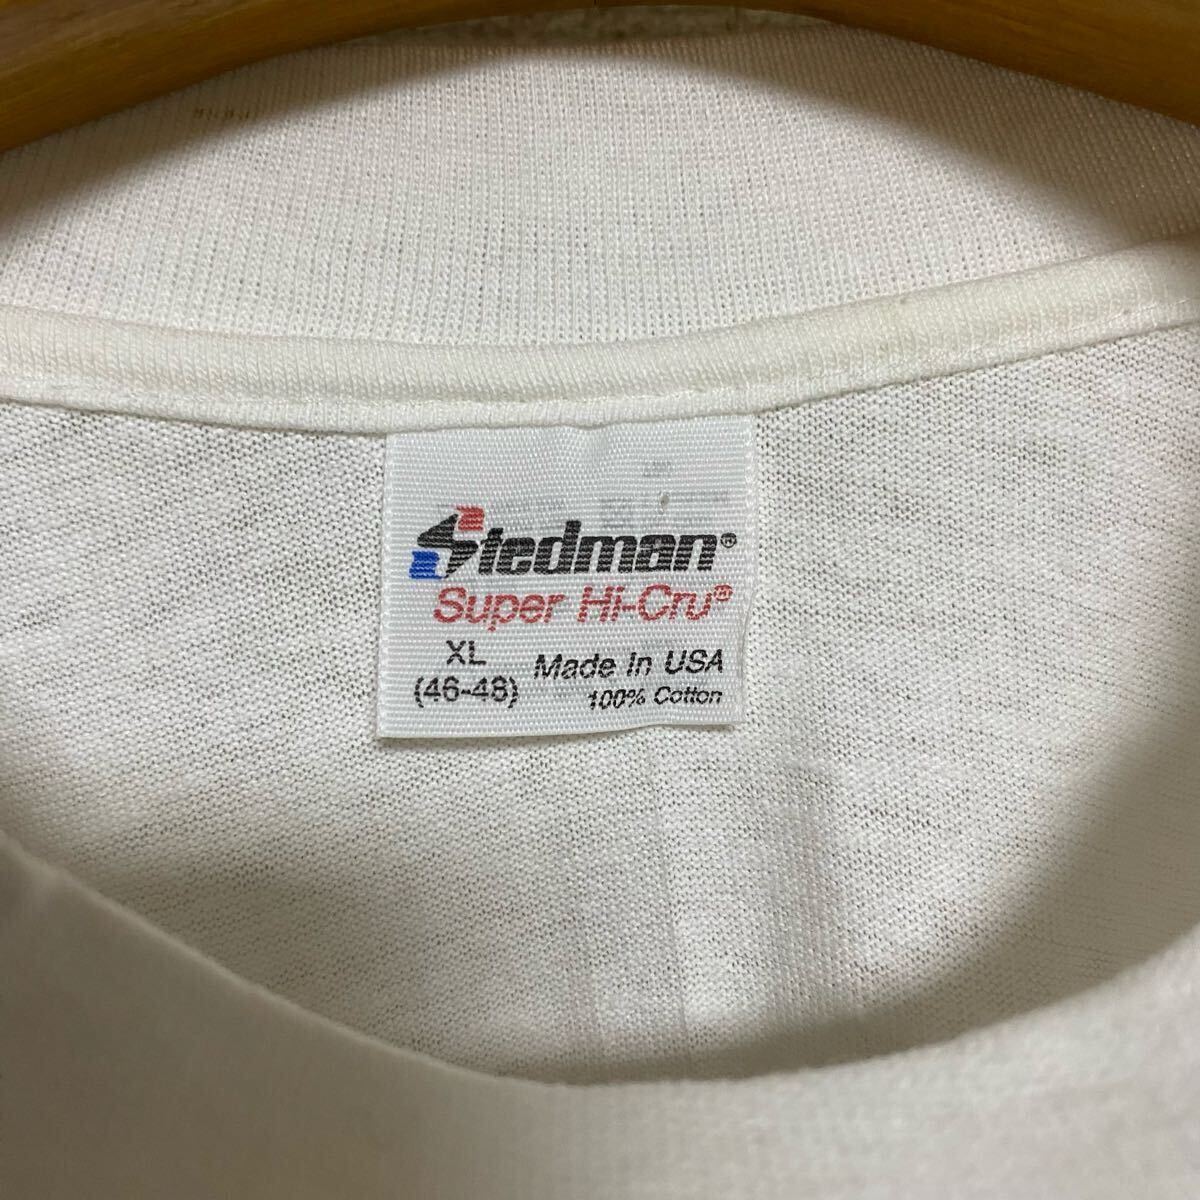 Stedman®
Super Hi-Cru®
XL
(46-48)
Made in USA
100% Cotton